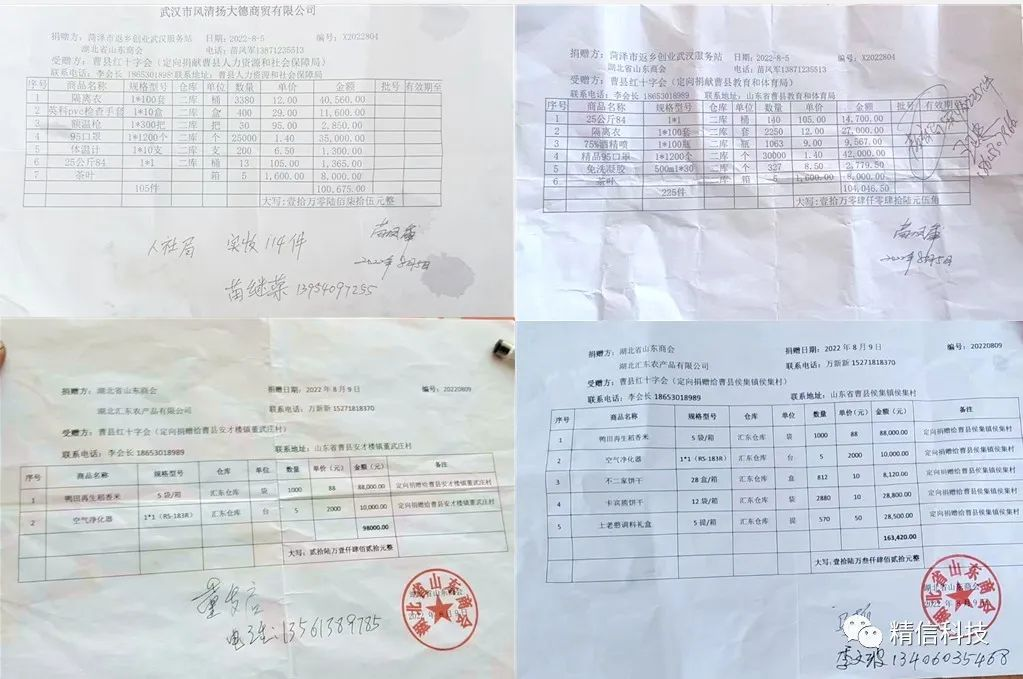 武汉市风清扬大德商贸有限公司
捐赠方：菏泽市返乡创业武汉服务站 日期：2022-8-5 编号：X2022804
湖北省山东商会 电话：苗凤军13871235513
受赠方：曹县红十字会（定向捐献曹县人力资源和社会保障局）
联系电话：李会长 1865301898 联系地址：曹县人力资源和社会保障局
序号 商品名称 规格型号 仓库 单位 数量 单价 金额 批号 有效期至
1 隔离衣 1*100套 二库 桶 3380 12.00 40,560.00
2 英科pvc检查手套 1*10盒 二库 盒 400 29.00 11,600.00
3 额温枪 1*300把 二库 把 30 95.00 2,850.00
4 95口罩 1*1200个 二库 个 25000 1.40 35,000.00
5 体温计 1*10支 二库 支 200 6.50 1,300.00
6 25公斤84 1*1 二库 桶 13 105.00 1,365.00
7 茶叶 箱 5 1,600.00 8,000.00
105件 100,675.00
大写：壹拾万零陆佰柒拾伍元整
苗凤军
2022年8月5日
人社局 实收114件
苗继荣 13954097255
捐赠方：菏泽市返乡创业武汉服务站 日期：2022-8-5 编号：X2022804
湖北省山东商会 电话：苗凤军13871235513
受赠方：曹县红十字会（定向捐献曹县教育和体育局）
联系电话：李会长 18653018989 联系地址：山东省曹县教育和体育局
序号 商品名称 规格型号 仓库 单位 数量 单价 金额 批号 有效期
1 25公斤84 1*1 二库 桶 140 105.00 14,700.00
2 隔离衣 1*100套 二库 套 2250 12.00 27,000.00
3 75%酒精喷 1*100瓶 二库 瓶 1063 9.00 9,567.00
4 精品95口罩 1*1200个 二库 个 30000 1.40 42,000.00
5 免洗凝胶 500ml*30 二库 个 327 8.50 2,779.50
6 茶叶 二库 箱 5 1,600.00 8,000.00
225件 104,046.50
大写：壹拾万零肆仟零肆拾陆元伍角
苗凤军
2022年8月5日
捐赠方：湖北省山东商会 捐赠日期：2022年8月9日 编号：20220809
湖北汇东农产品有限公司 联系电话：万新新 15271818370
受赠方：曹县红十字会（定向捐赠给曹县安才楼镇董武庄村）
联系电话：李会长 18653018989 联系地址：山东省曹县安才楼镇董武庄村
序号 商品名称 规格型号 仓库 单位 数量 单价（元） 金额（元） 备注
1 鸭田再生稻香米 5袋/箱 汇东仓库 袋 1000 88 88,000.00 定向捐赠给曹县安才楼镇董武庄村
2 空气净化器 1*1（RS-183R） 汇东仓库 台 5 2000 10,000.00 定向捐赠给曹县安才楼镇董武庄村
98000.00
大写：贰拾陆万壹仟肆佰贰拾元整
湖北省山东商会
2022年8月9日
电话：13561389785
捐赠方：湖北省山东商会 捐赠日期：2022年8月9日 编号：20220809
湖北汇东农产品有限公司 联系电话：万新新15271818370
受赠方：曹县红十字会（定向捐赠给曹县侯集镇侯集村）
联系电话：李会长 18653018989 联系地址：山东省曹县侯集镇侯集村
序号 商品名称 规格型号 仓库 单位 数量 单价（元） 金额（元） 备注
1 鸭田再生稻香米 5袋/箱 汇东仓库 袋 1000 88 88,000.00 定向捐赠给曹县侯集镇侯集村
2 空气净化器 1*1（RS-183R） 汇东仓库 台 5 2000 10,000.00 定向捐赠给曹县侯集镇侯集村
3 不二家饼干 28盒/箱 汇东仓库 盒 812 10 8,120.00 定向捐赠给曹县侯集镇侯集村
4 卡宾熊饼干 12袋/箱 汇东仓库 袋 2880 10 28,800.00 定向捐赠给曹县侯集镇侯集村
5 土老憨调料礼盒 5提/箱 汇东仓库 提 570 50 28,500.00 定向捐赠给曹县侯集镇侯集村
163,420.00
大写：壹拾陆万叁仟肆佰贰拾元整
湖北省山东商会
2022年8月9日
13406035468
精信科技